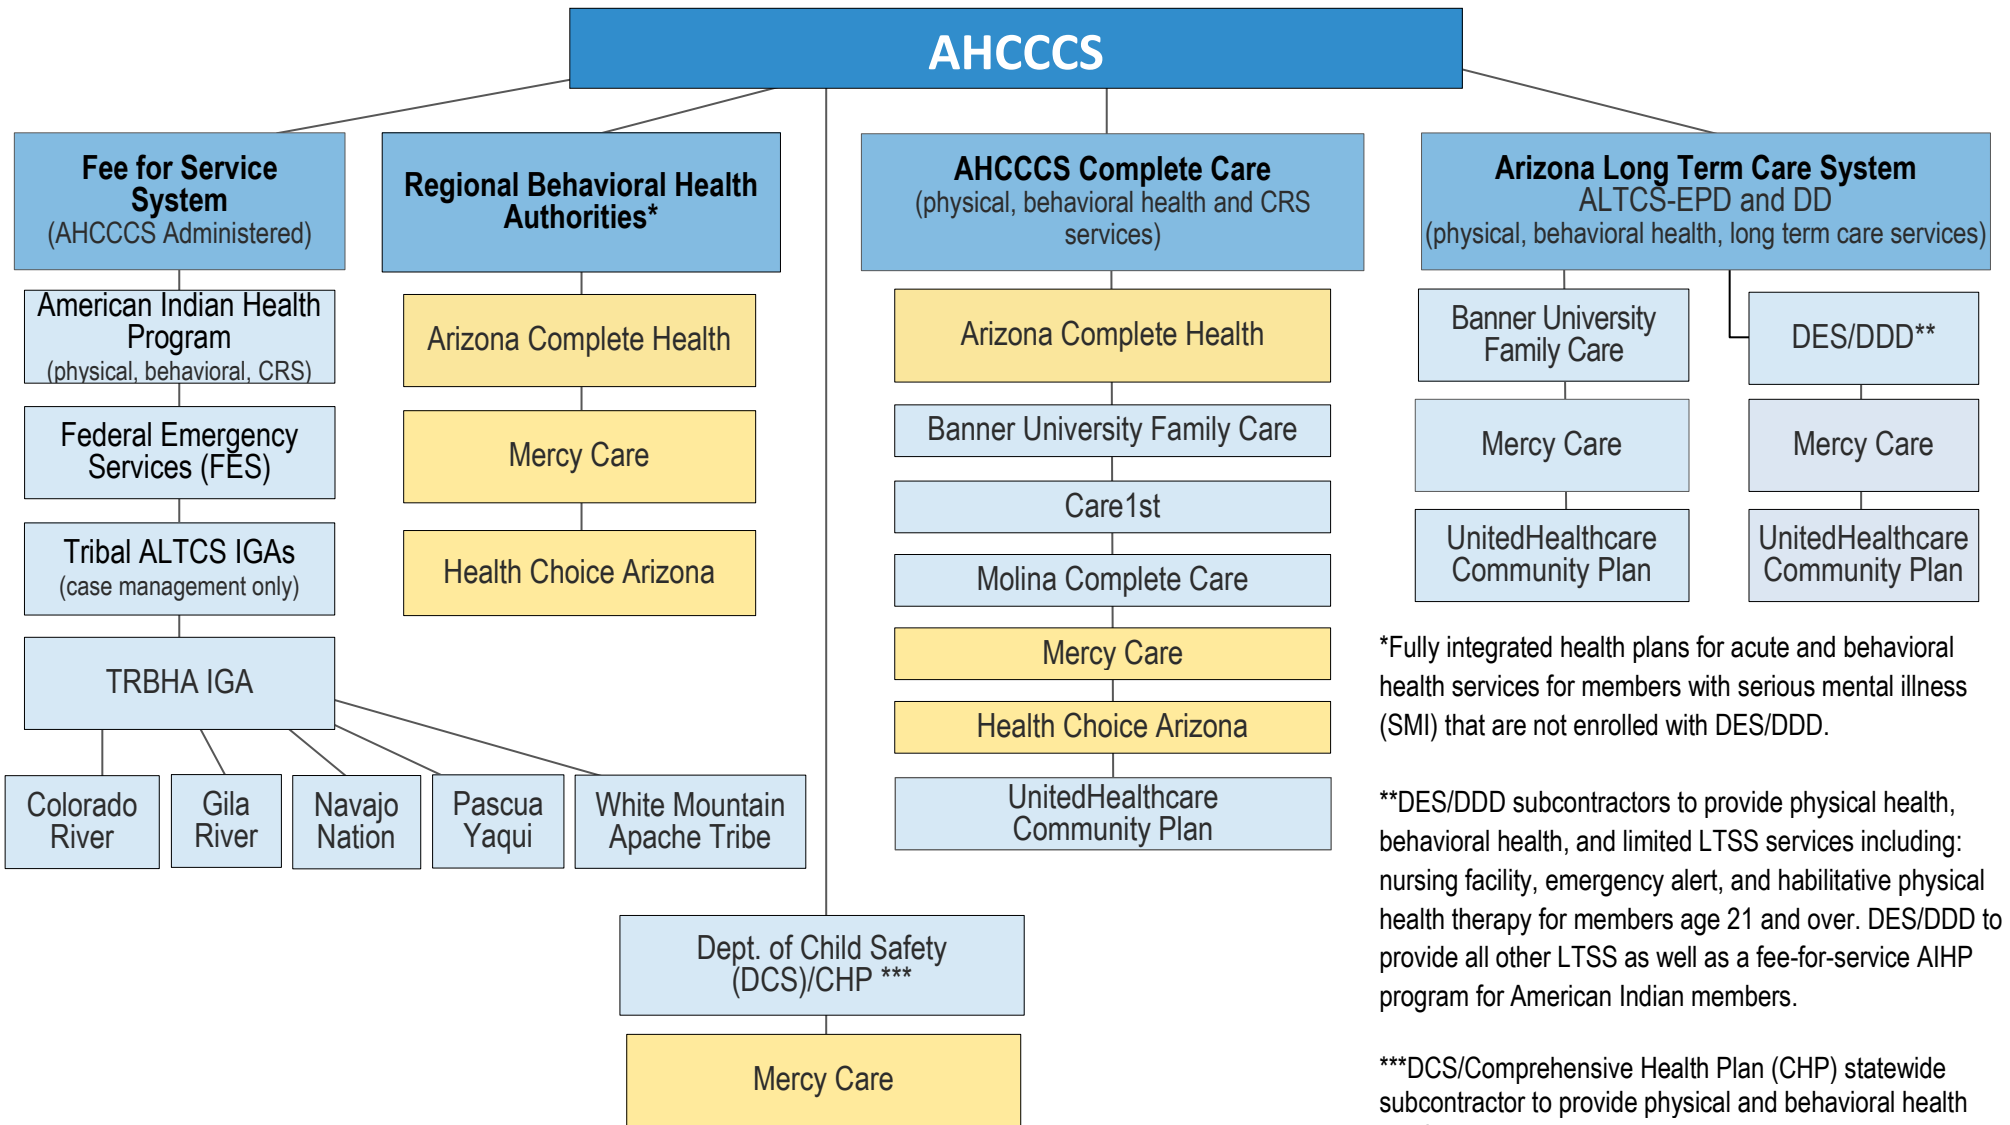 AHCCCS
Fee for Service
System
(AHCCCS Administered)
American Indian Health
Program
(physical, behavioral, CRS)
Federal Emergency
Services (FES)
Tribal ALTCS IGAs
(case management only)
TRBHA IGA
Colorado
River
Gila
River
Navajo
Nation
Pascua
Yaqui
White Mountain
Apache Tribe
Regional Behavioral Health
Authorities*
Arizona Complete Health
Mercy Care
Health Choice Arizona
Dept. of Child Safety
(DCS)/CHP ***
Mercy Care
AHCCCS Complete Care
(physical, behavioral health and CRS
services)
Arizona Complete Health
Banner University Family Care
Care1st
Molina Complete Care
Mercy Care
Health Choice Arizona
UnitedHealthcare
Community Plan
Arizona Long Term Care System
ALTCS-EPD and DD
(physical, behavioral health, long term care services)
Banner University
Family Care
Mercy Care
UnitedHealthcare
Community Plan
DES/DDD**
Mercy Care
UnitedHealthcare
Community Plan
*Fully integrated health plans for acute and behavioral
health services for members with serious mental illness
(SMI) that are not enrolled with DES/DDD.
**DES/DDD subcontractors to provide physical health,
behavioral health, and limited LTSS services including:
nursing facility, emergency alert, and habilitative physical
health therapy for members age 21 and over. DES/DDD to
provide all other LTSS as well as a fee-for-service AIHP
program for American Indian members.
***DCS/Comprehensive Health Plan (CHP) statewide
subcontractor to provide physical and behavioral health